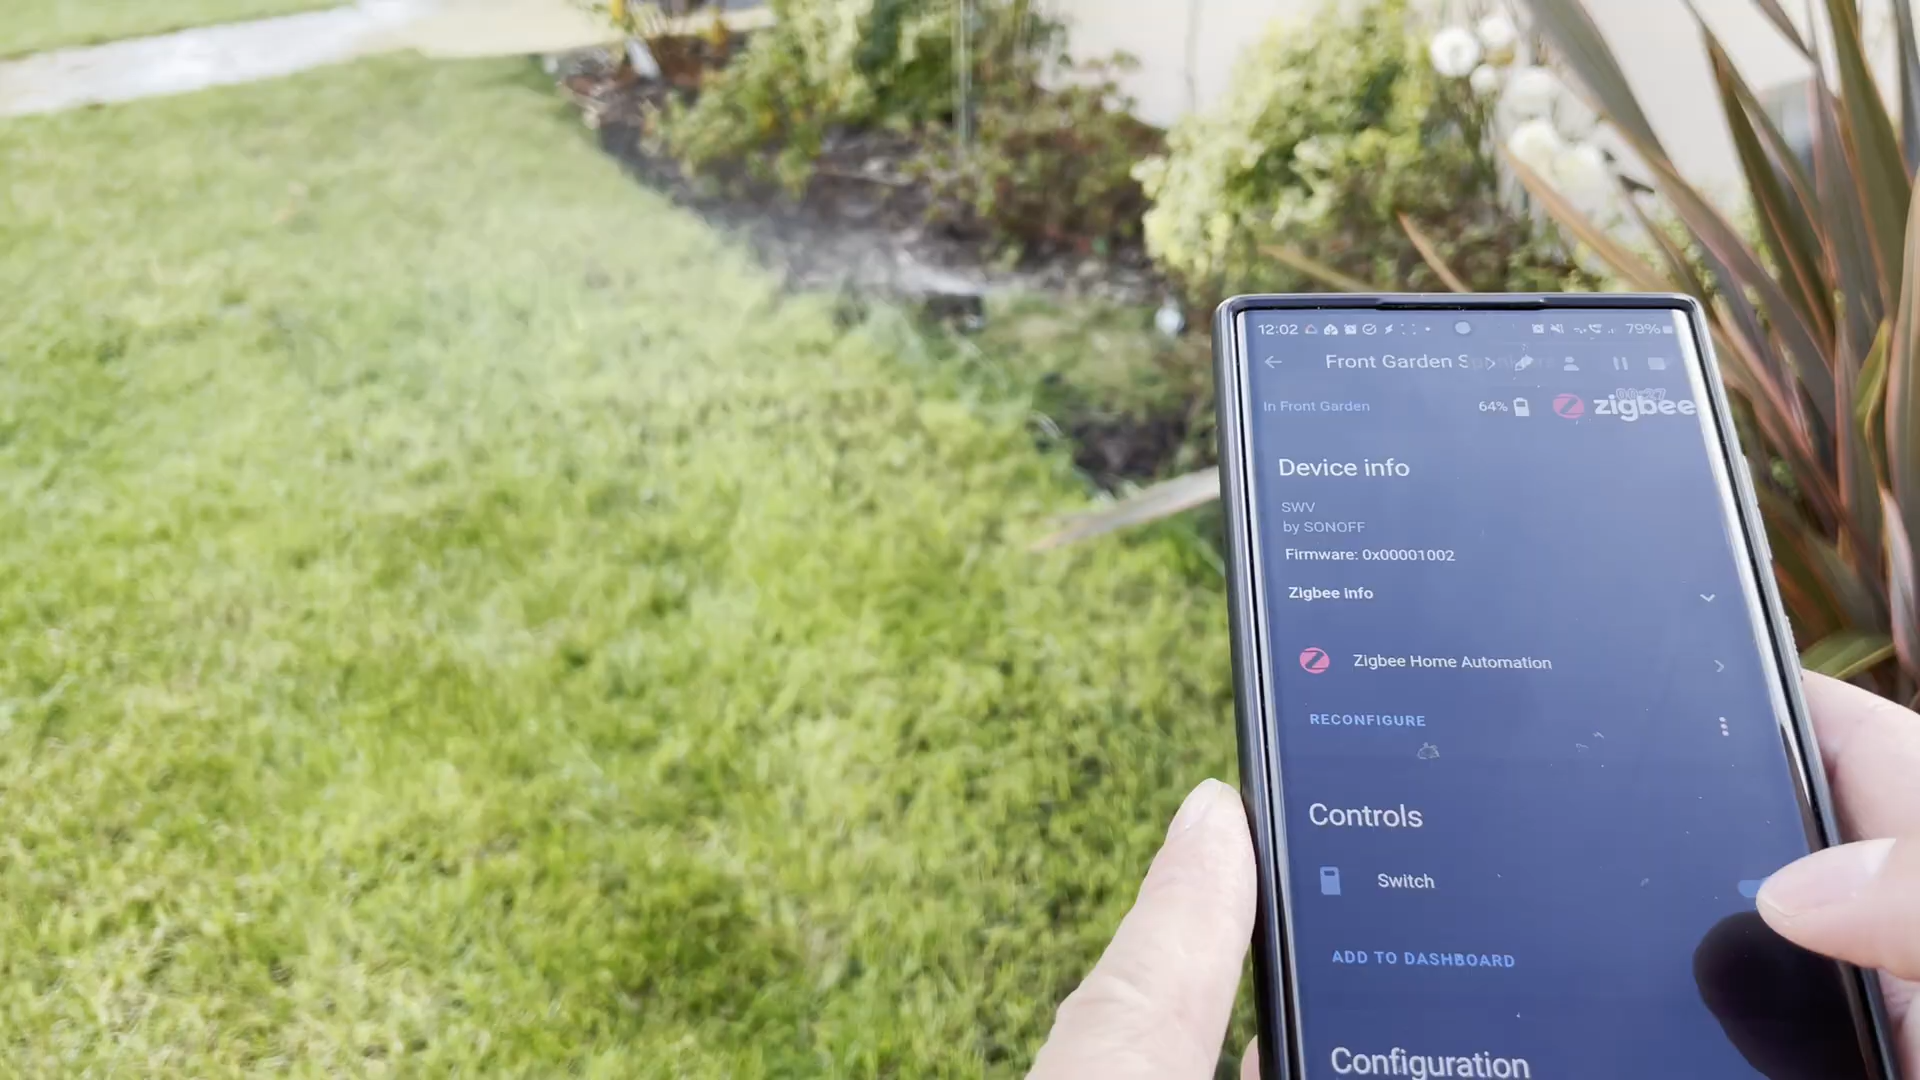 12:02
79%
Front Garden S
In Front Garden
64%
zigbee
Device info
SWV
by SONOFF
Firmware: 0x00001002
Zigbee info
Zigbee Home Automation
RECONFIGURE
Controls
Switch
ADD TO DASHBOARD
Configuration